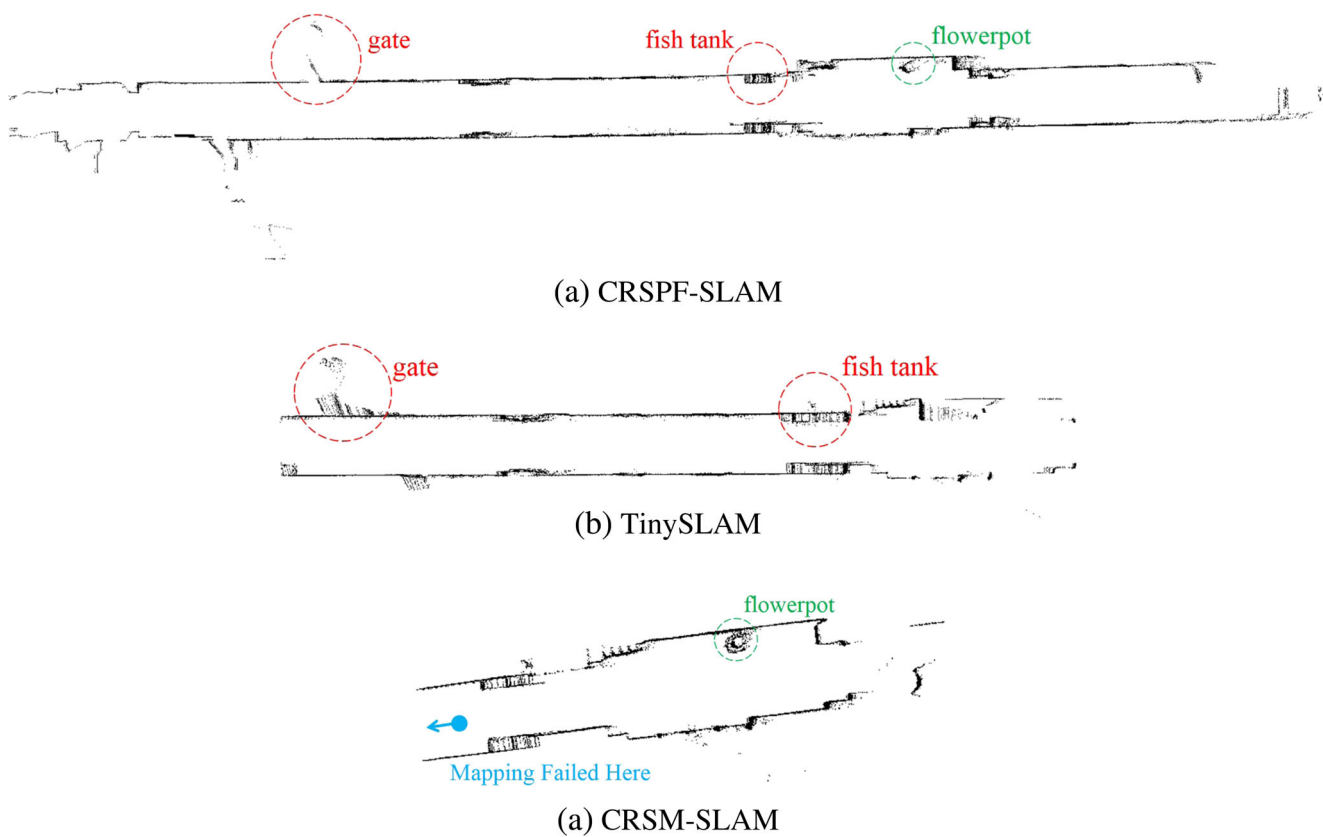 gate
fish tank
flowerpot
(a) CRSPF-SLAM
gate
fish tank
(b) TinySLAM
flowerpot
Mapping Failed Here
(a) CRSM-SLAM